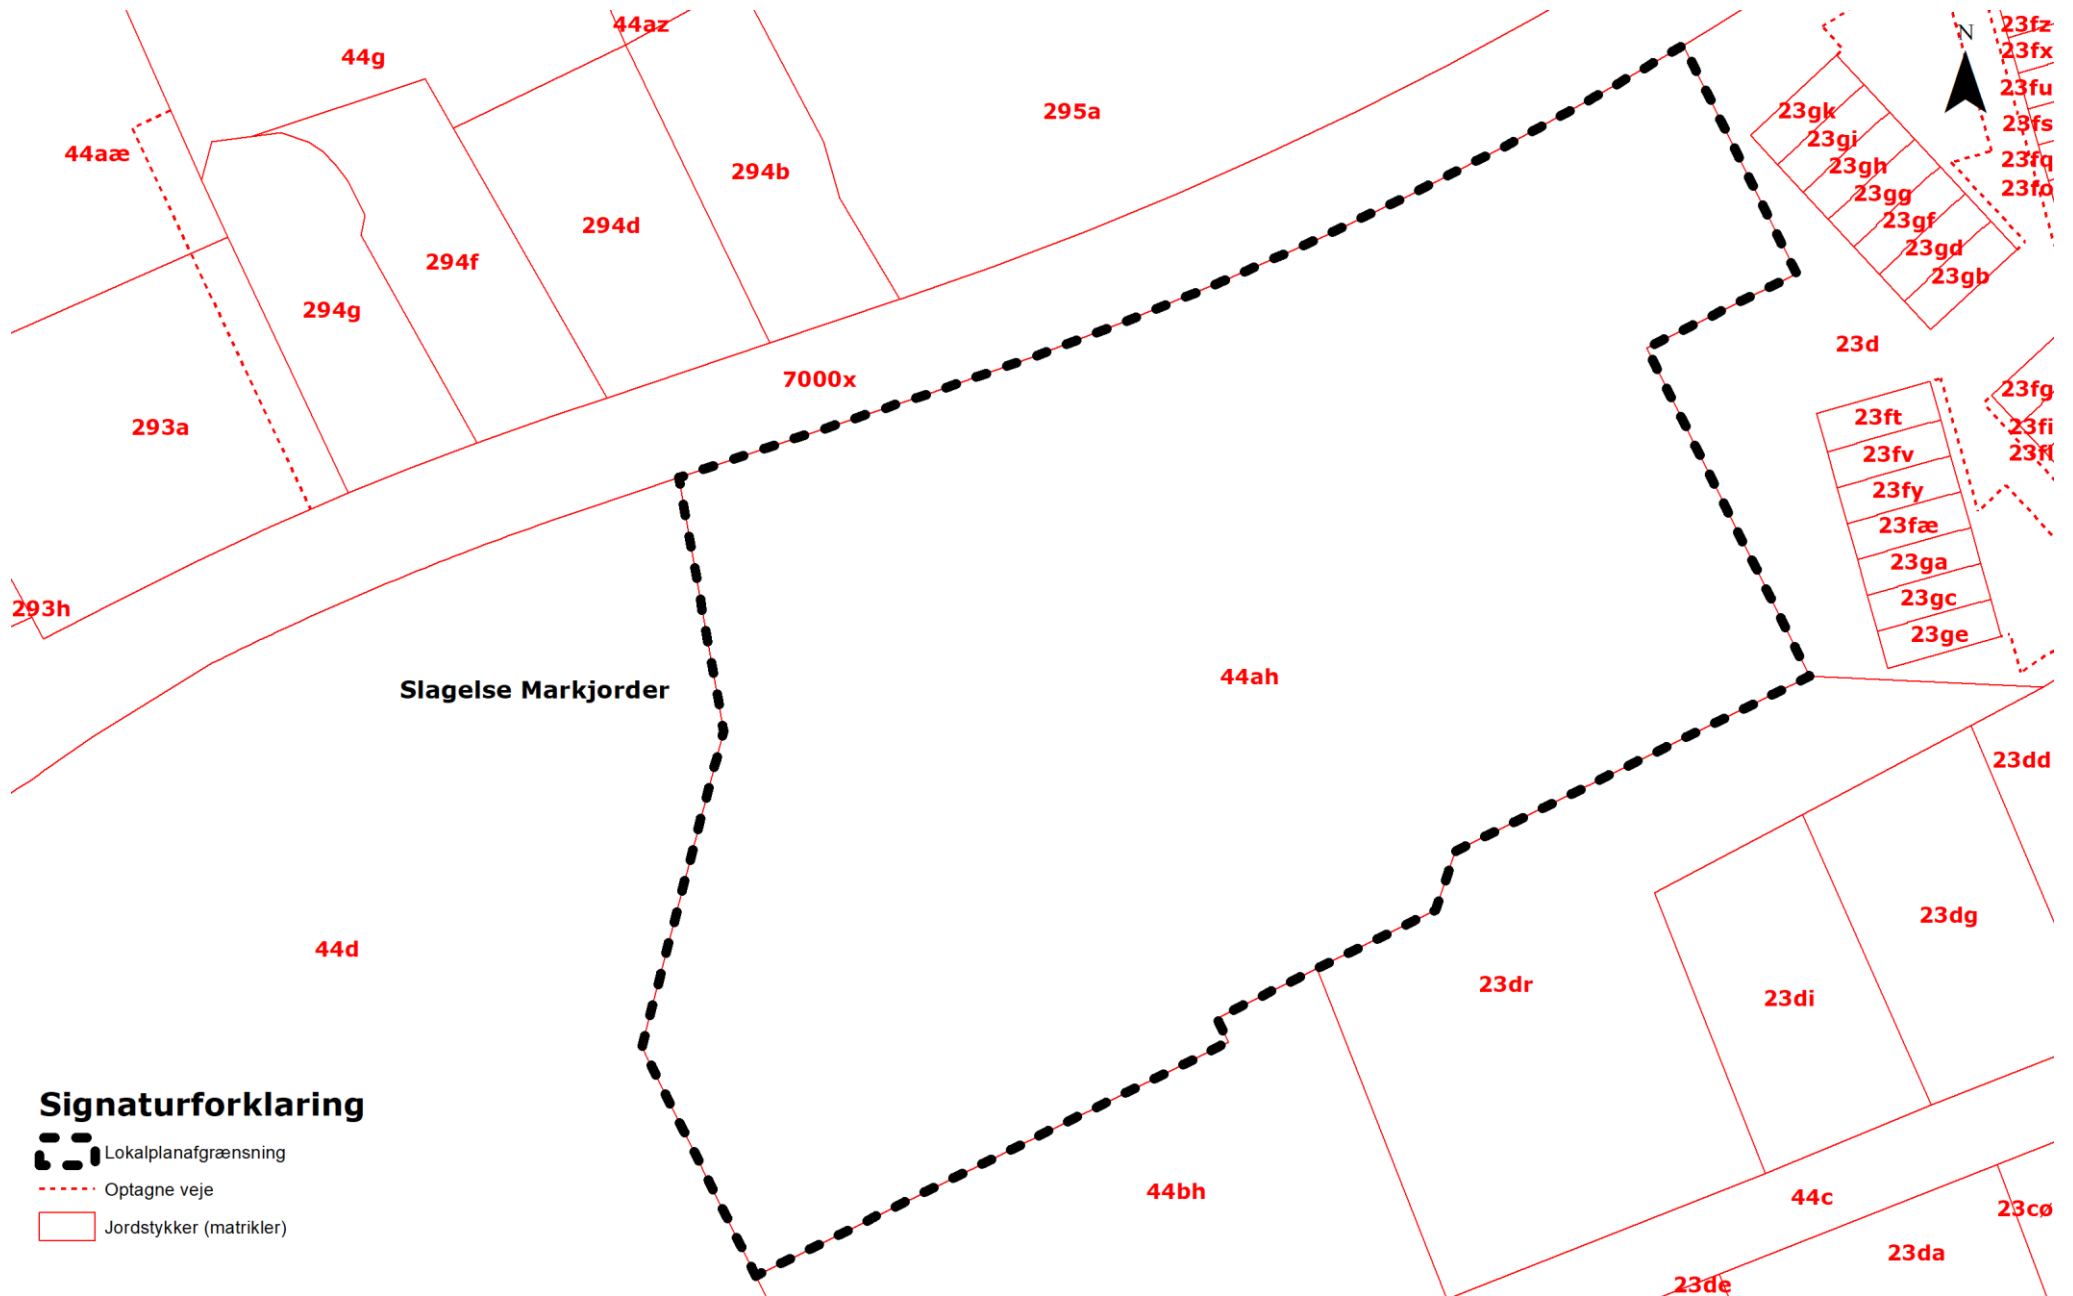 44az
23fz
N
23fx
44g
23fu
295a
23gk
23fs
23gi
44aæ
23fq
23gh
294b
23fo
23gg
23gf
294d
23gd
294f
23gb
294g
23d
7000x
23fg
23ft
293a
23fi
23fv
23fy
23fæ
23ga
23gc
293h
23ge
44ah
Slagelse Markjorder
23dd
23dg
44d
23dr
23di
Signaturforklaring
Lokalplanafgrænsning
Optagne veje
44bh
44c
23cø
Jordstykker (matrikler)
23da
23de